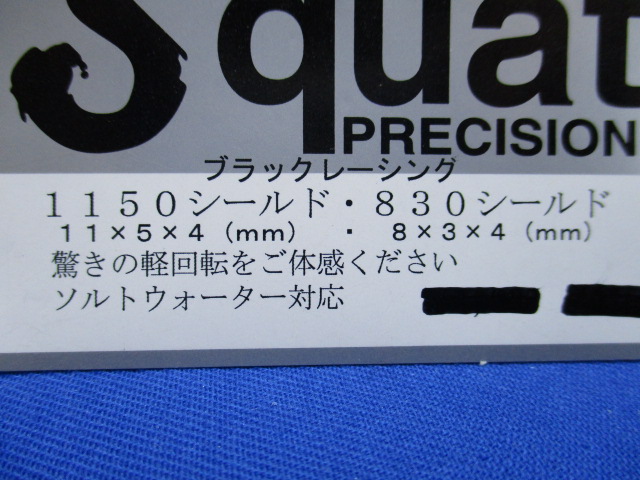 Squat
PRECISION
ブラックレーシング
１１５０シールド・８３０シールド
１１×５×４（ｍｍ）　・　８×３×４（ｍｍ）
驚きの軽回転をご体感ください
ソルトウォーター対応